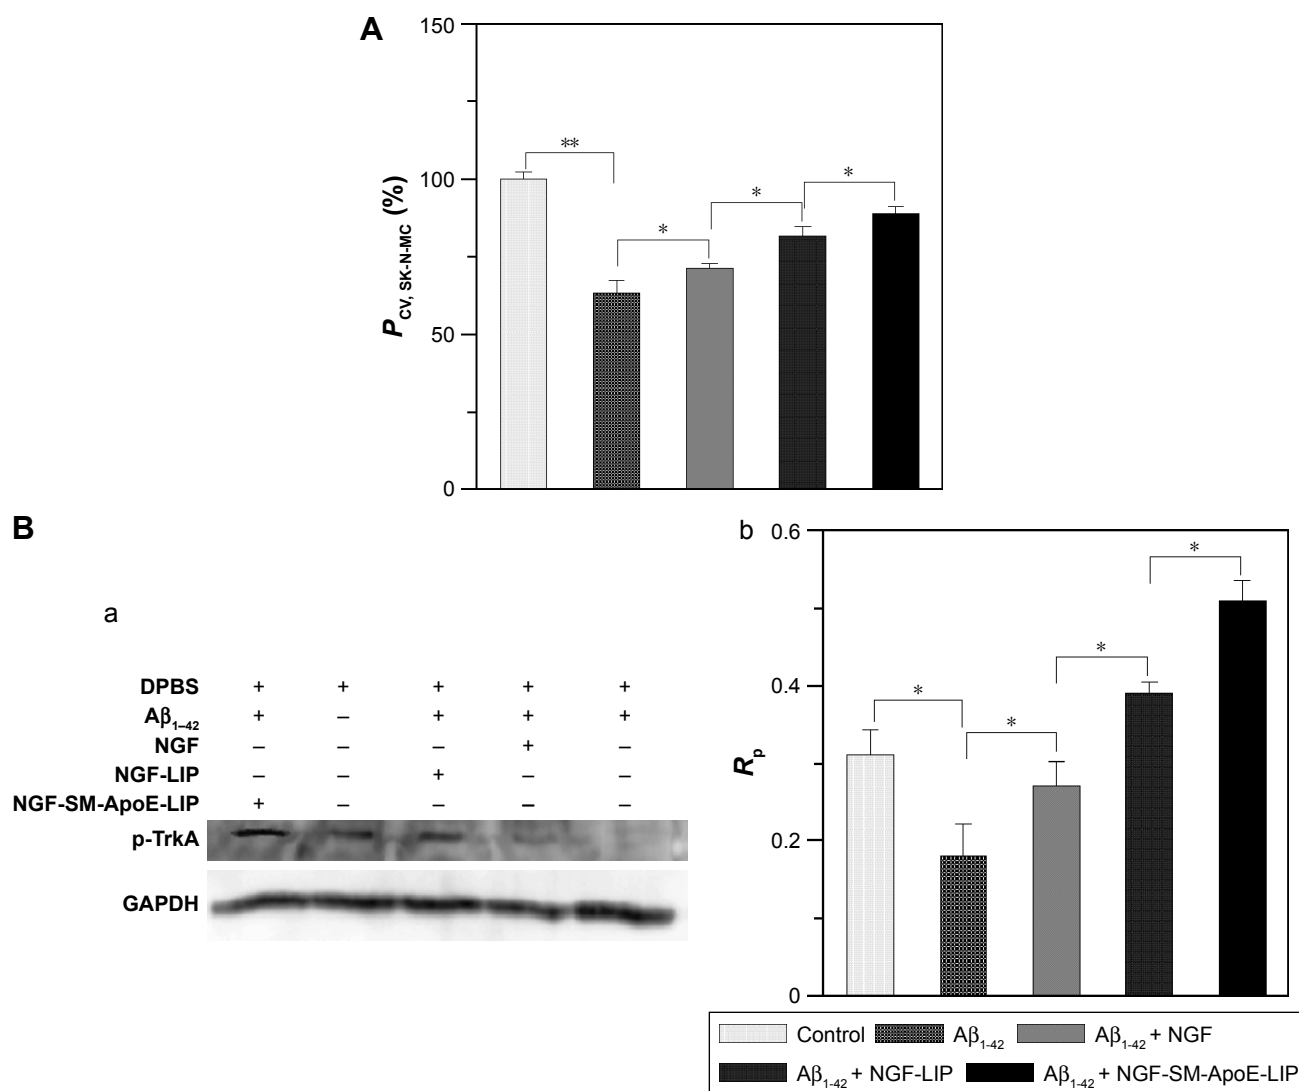 A
150
100
50
0
P CV, SK-N-MC (%)
**
*
*
*
B
a
DPBS + + + + +
Aβ1–42 + – + + +
NGF – – – + –
NGF-LIP – – + – –
NGF-SM-ApoE-LIP + – – – –
p-TrkA
GAPDH
b
0.6
0.4
0.2
0
Rp
*
*
*
*
Control Aβ1-42 Aβ1-42 + NGF
Aβ1-42 + NGF-LIP Aβ1-42 + NGF-SM-ApoE-LIP